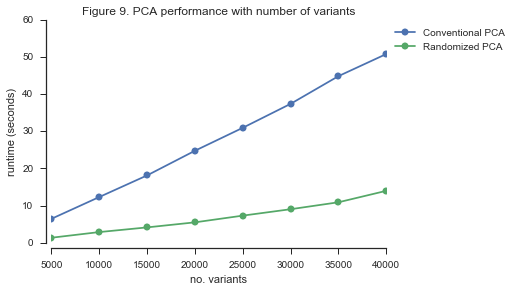 Figure 9. PCA performance with number of variants
60
50
40
30
20
10
0
runtime (seconds)
5000 10000 15000 20000 25000 30000 35000 40000
no. variants
Conventional PCA
Randomized PCA